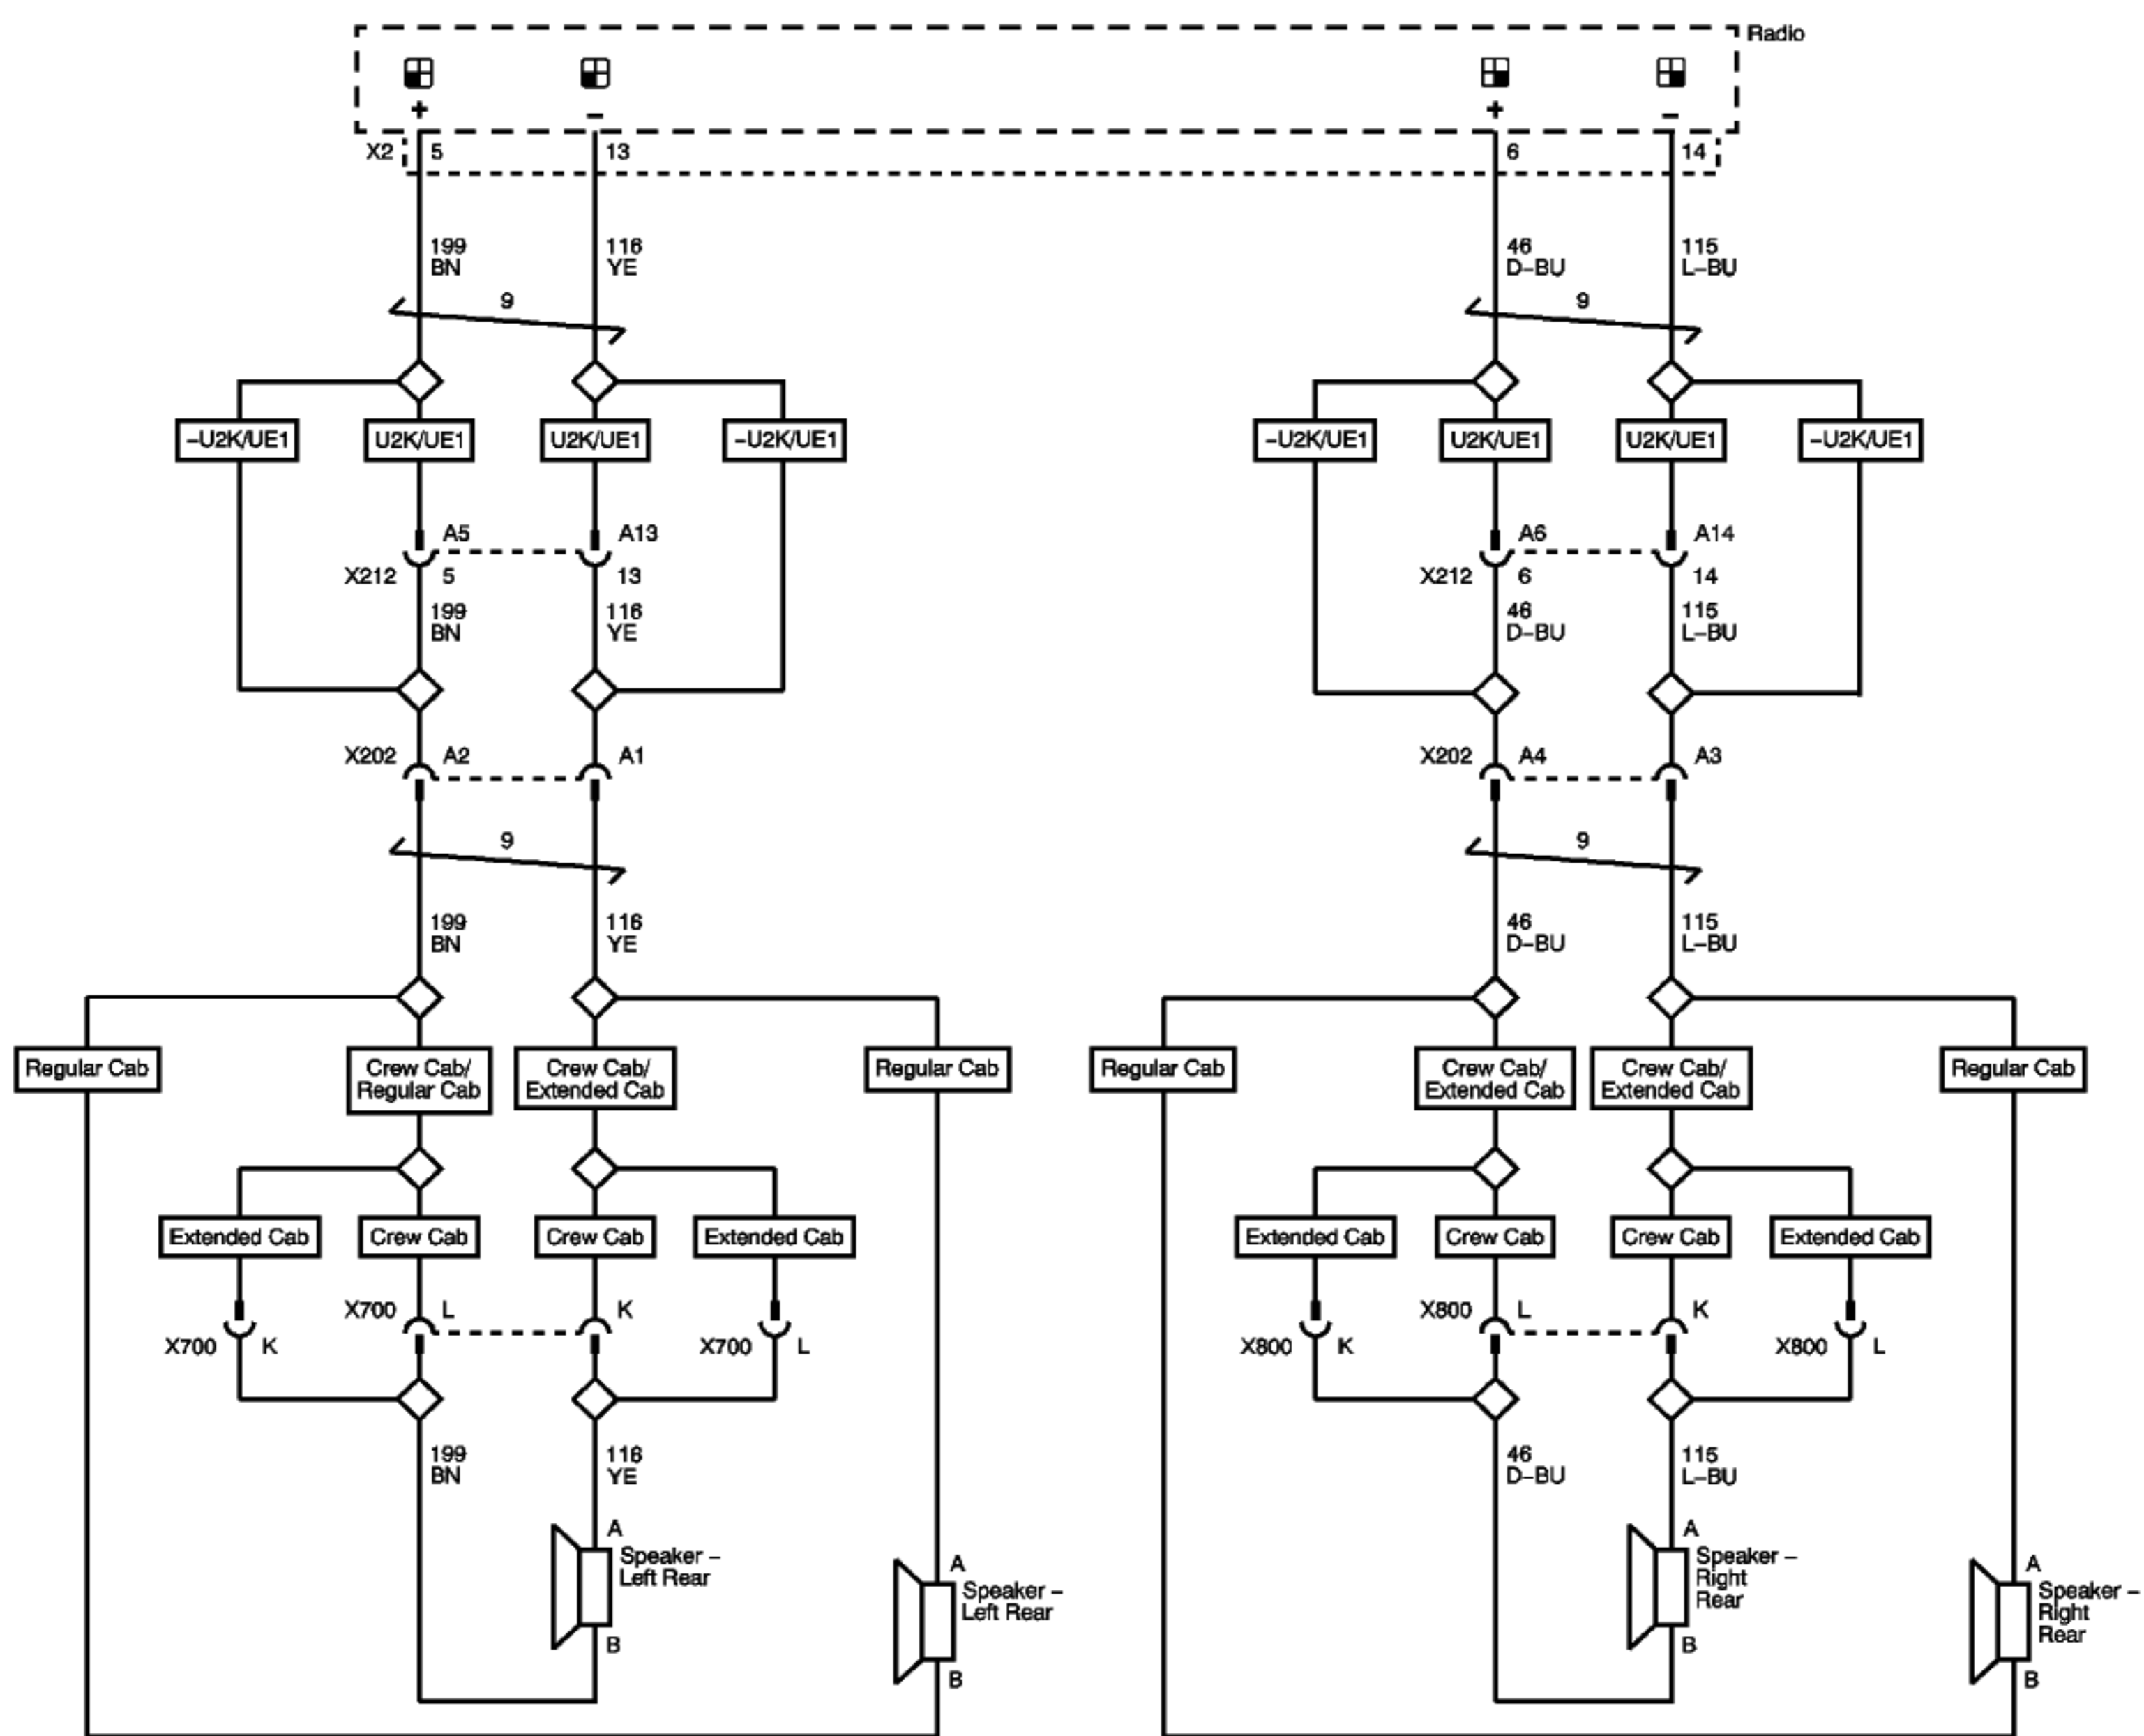 Radio
+ – + –
X2 5 13 6 14
199 116 46 115
BN YE D–BU L–BU
9 9
–U2K/UE1 U2K/UE1 U2K/UE1 –U2K/UE1 –U2K/UE1 U2K/UE1 U2K/UE1 –U2K/UE1
A5 A13 A6 A14
X212 5 13 X212 6 14
199 116 46 115
BN YE D–BU L–BU
X202 A2 A1 X202 A4 A3
9 9
199 116 46 115
BN YE D–BU L–BU
Regular Cab Crew Cab/ Crew Cab/ Regular Cab Regular Cab Crew Cab/ Crew Cab/ Regular Cab
Regular Cab Extended Cab Extended Cab Extended Cab
Extended Cab Crew Cab Crew Cab Extended Cab Extended Cab Crew Cab Crew Cab Extended Cab
X700 L K X800 L K
X700 K X700 L X800 K X800 L
199 116 46 115
BN YE D–BU L–BU
A A
Speaker – Speaker –
Left Rear Right
Rear
A A
Speaker – Speaker –
Left Rear Right
Rear
B B
B B